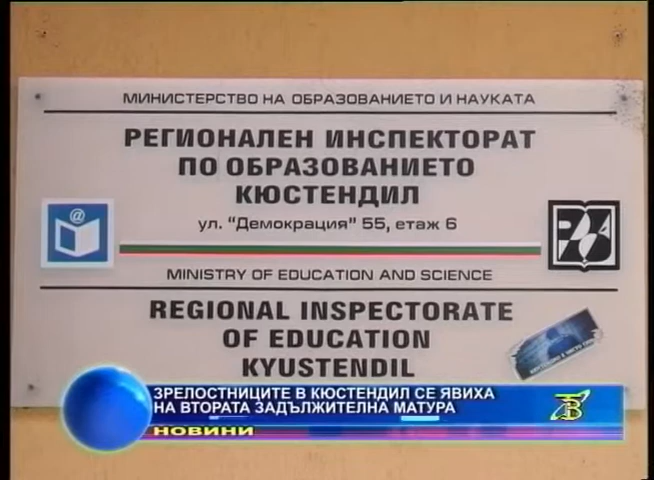 МИНИСТЕРСТВО НА ОБРАЗОВАНИЕТО И НАУКАТА
РЕГИОНАЛЕН ИНСПЕКТОРАТ
ПО ОБРАЗОВАНИЕТО
КЮСТЕНДИЛ
ул. "Демокрация" 55, етаж 6
@
MINISTRY OF EDUCATION AND SCIENCE
REGIONAL INSPECTORATE
OF EDUCATION
KYUSTENDIL
ЗРЕЛОСТНИЦИТЕ В КЮСТЕНДИЛ СЕ ЯВИХА
НА ВТОРАТА ЗАДЪЛЖИТЕЛНА МАТУРА
НОВИНИ